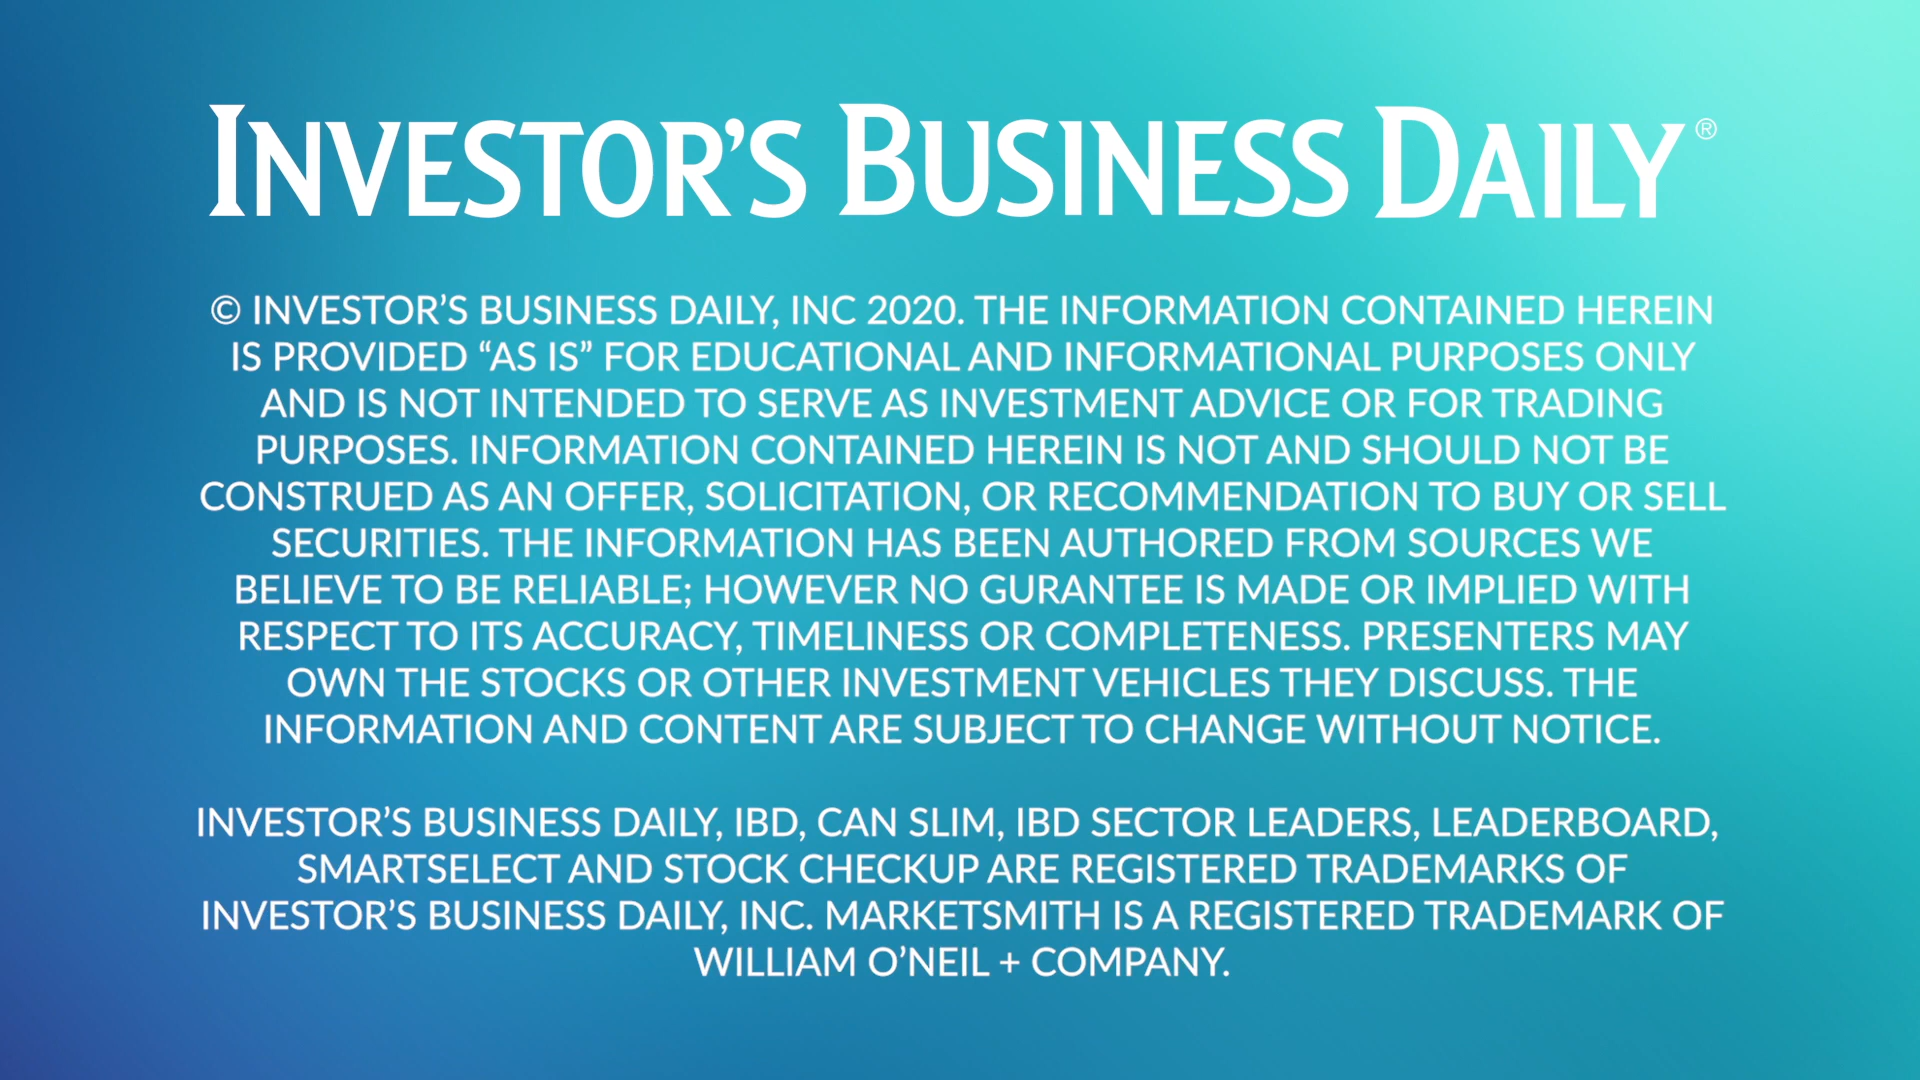 INVESTOR’S BUSINESS DAILY®
© INVESTOR’S BUSINESS DAILY, INC 2020. THE INFORMATION CONTAINED HEREIN
IS PROVIDED “AS IS” FOR EDUCATIONAL AND INFORMATIONAL PURPOSES ONLY
AND IS NOT INTENDED TO SERVE AS INVESTMENT ADVICE OR FOR TRADING
PURPOSES. INFORMATION CONTAINED HEREIN IS NOT AND SHOULD NOT BE
CONSTRUED AS AN OFFER, SOLICITATION, OR RECOMMENDATION TO BUY OR SELL
SECURITIES. THE INFORMATION HAS BEEN AUTHORED FROM SOURCES WE
BELIEVE TO BE RELIABLE; HOWEVER NO GURANTEE IS MADE OR IMPLIED WITH
RESPECT TO ITS ACCURACY, TIMELINESS OR COMPLETENESS. PRESENTERS MAY
OWN THE STOCKS OR OTHER INVESTMENT VEHICLES THEY DISCUSS. THE
INFORMATION AND CONTENT ARE SUBJECT TO CHANGE WITHOUT NOTICE.
INVESTOR’S BUSINESS DAILY, IBD, CAN SLIM, IBD SECTOR LEADERS, LEADERBOARD,
SMARTSELECT AND STOCK CHECKUP ARE REGISTERED TRADEMARKS OF
INVESTOR’S BUSINESS DAILY, INC. MARKETSMITH IS A REGISTERED TRADEMARK OF
WILLIAM O’NEIL + COMPANY.